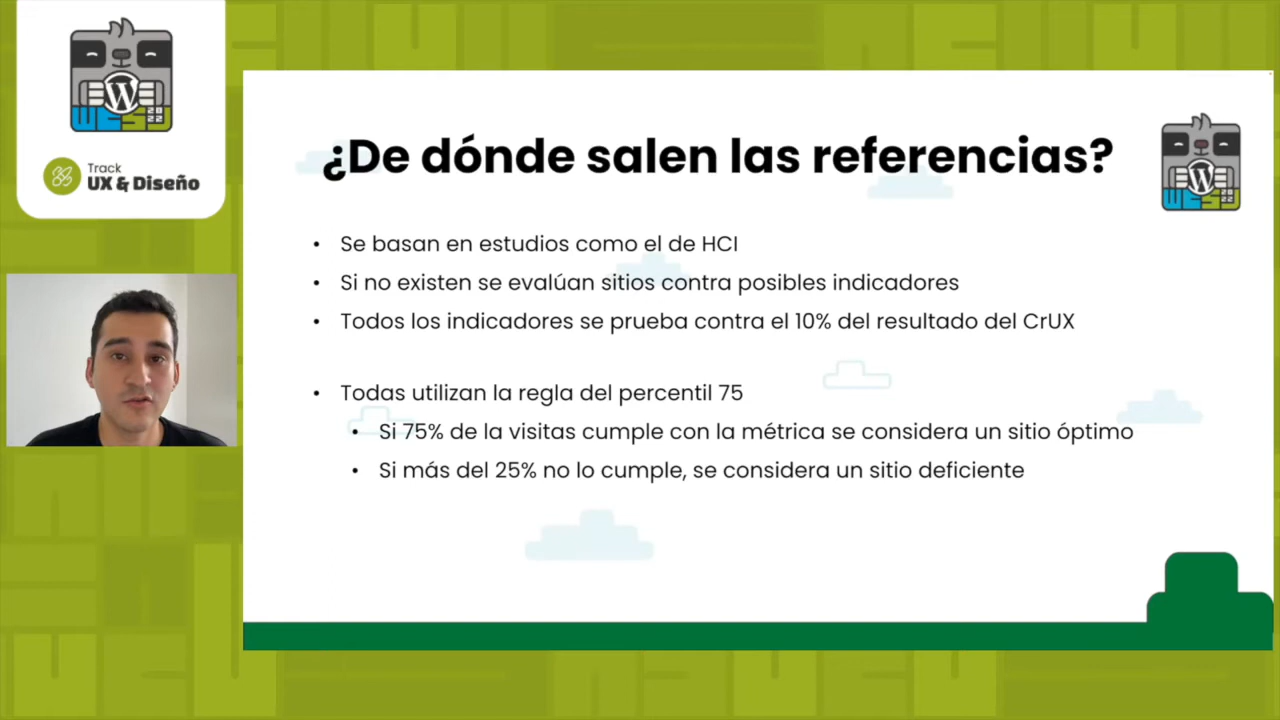 WESP
2022
Track
UX & Diseño
¿De dónde salen las referencias?
• Se basan en estudios como el de HCI
• Si no existen se evalúan sitios contra posibles indicadores
• Todos los indicadores se prueba contra el 10% del resultado del CrUX
• Todas utilizan la regla del percentil 75
• Si 75% de la visitas cumple con la métrica se considera un sitio óptimo
• Si más del 25% no lo cumple, se considera un sitio deficiente